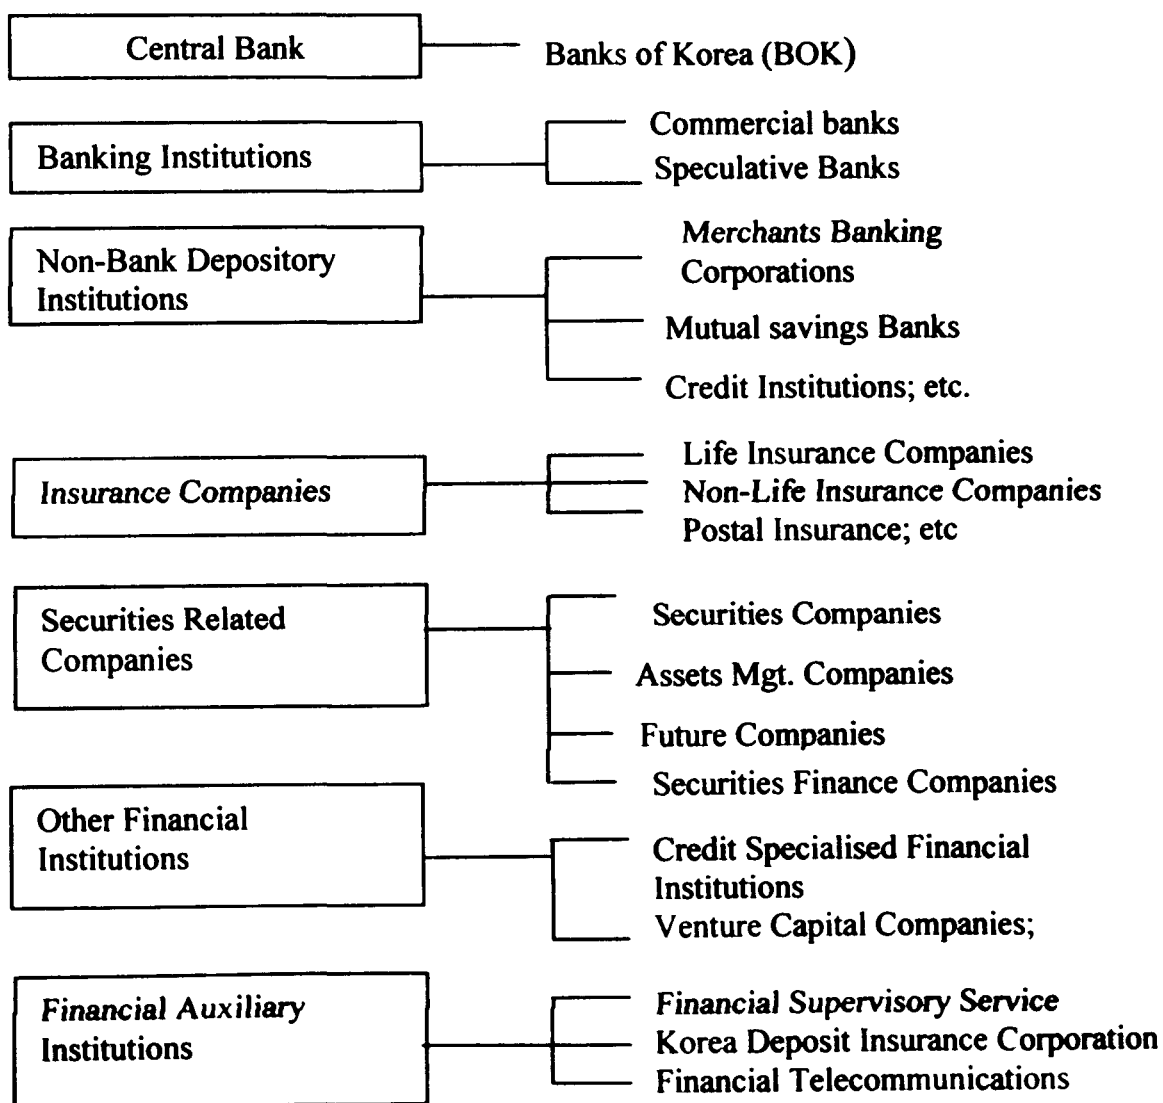 Central Bank
Banks of Korea (BOK)
Banking Institutions
Commercial banks
Speculative Banks
Non-Bank Depository
Institutions
Merchants Banking
Corporations
Mutual savings Banks
Credit Institutions; etc.
Insurance Companies
Life Insurance Companies
Non-Life Insurance Companies
Postal Insurance; etc
Securities Related
Companies
Securities Companies
Assets Mgt. Companies
Future Companies
Securities Finance Companies
Other Financial
Institutions
Credit Specialised Financial
Institutions
Venture Capital Companies;
Financial Auxiliary
Institutions
Financial Supervisory Service
Korea Deposit Insurance Corporation
Financial Telecommunications